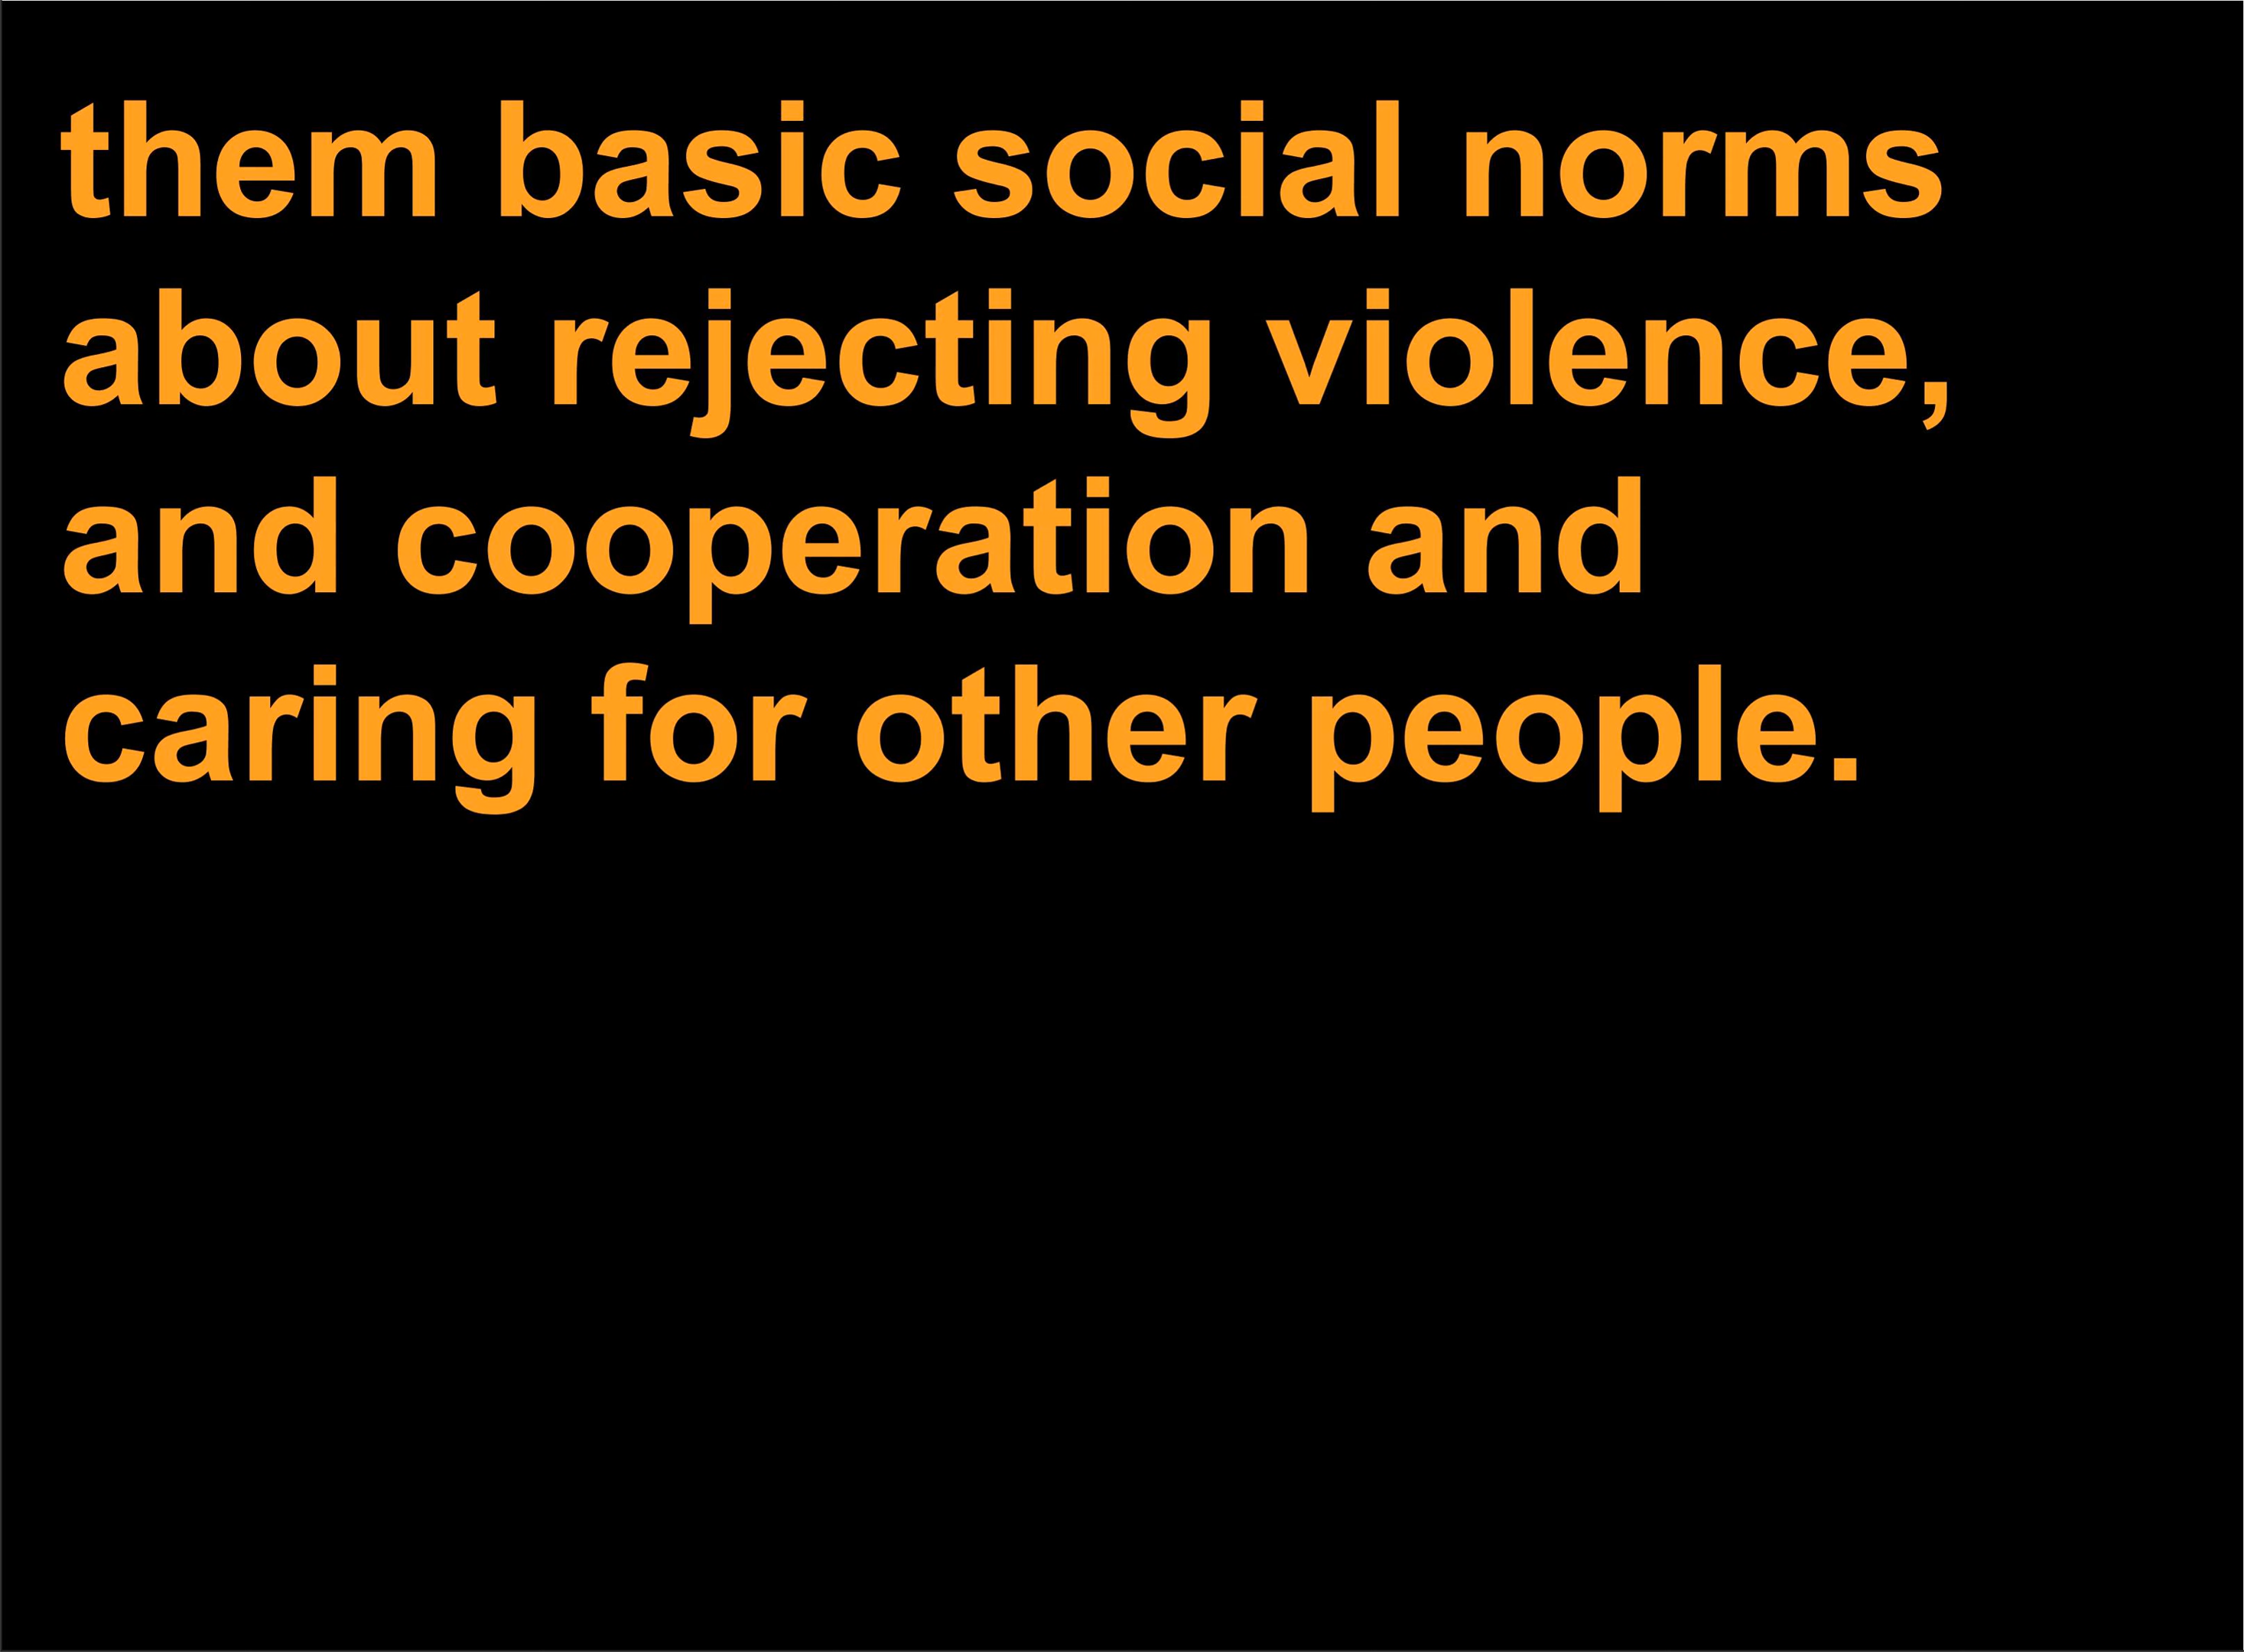 them basic social norms
about rejecting violence,
and cooperation and
caring for other people.